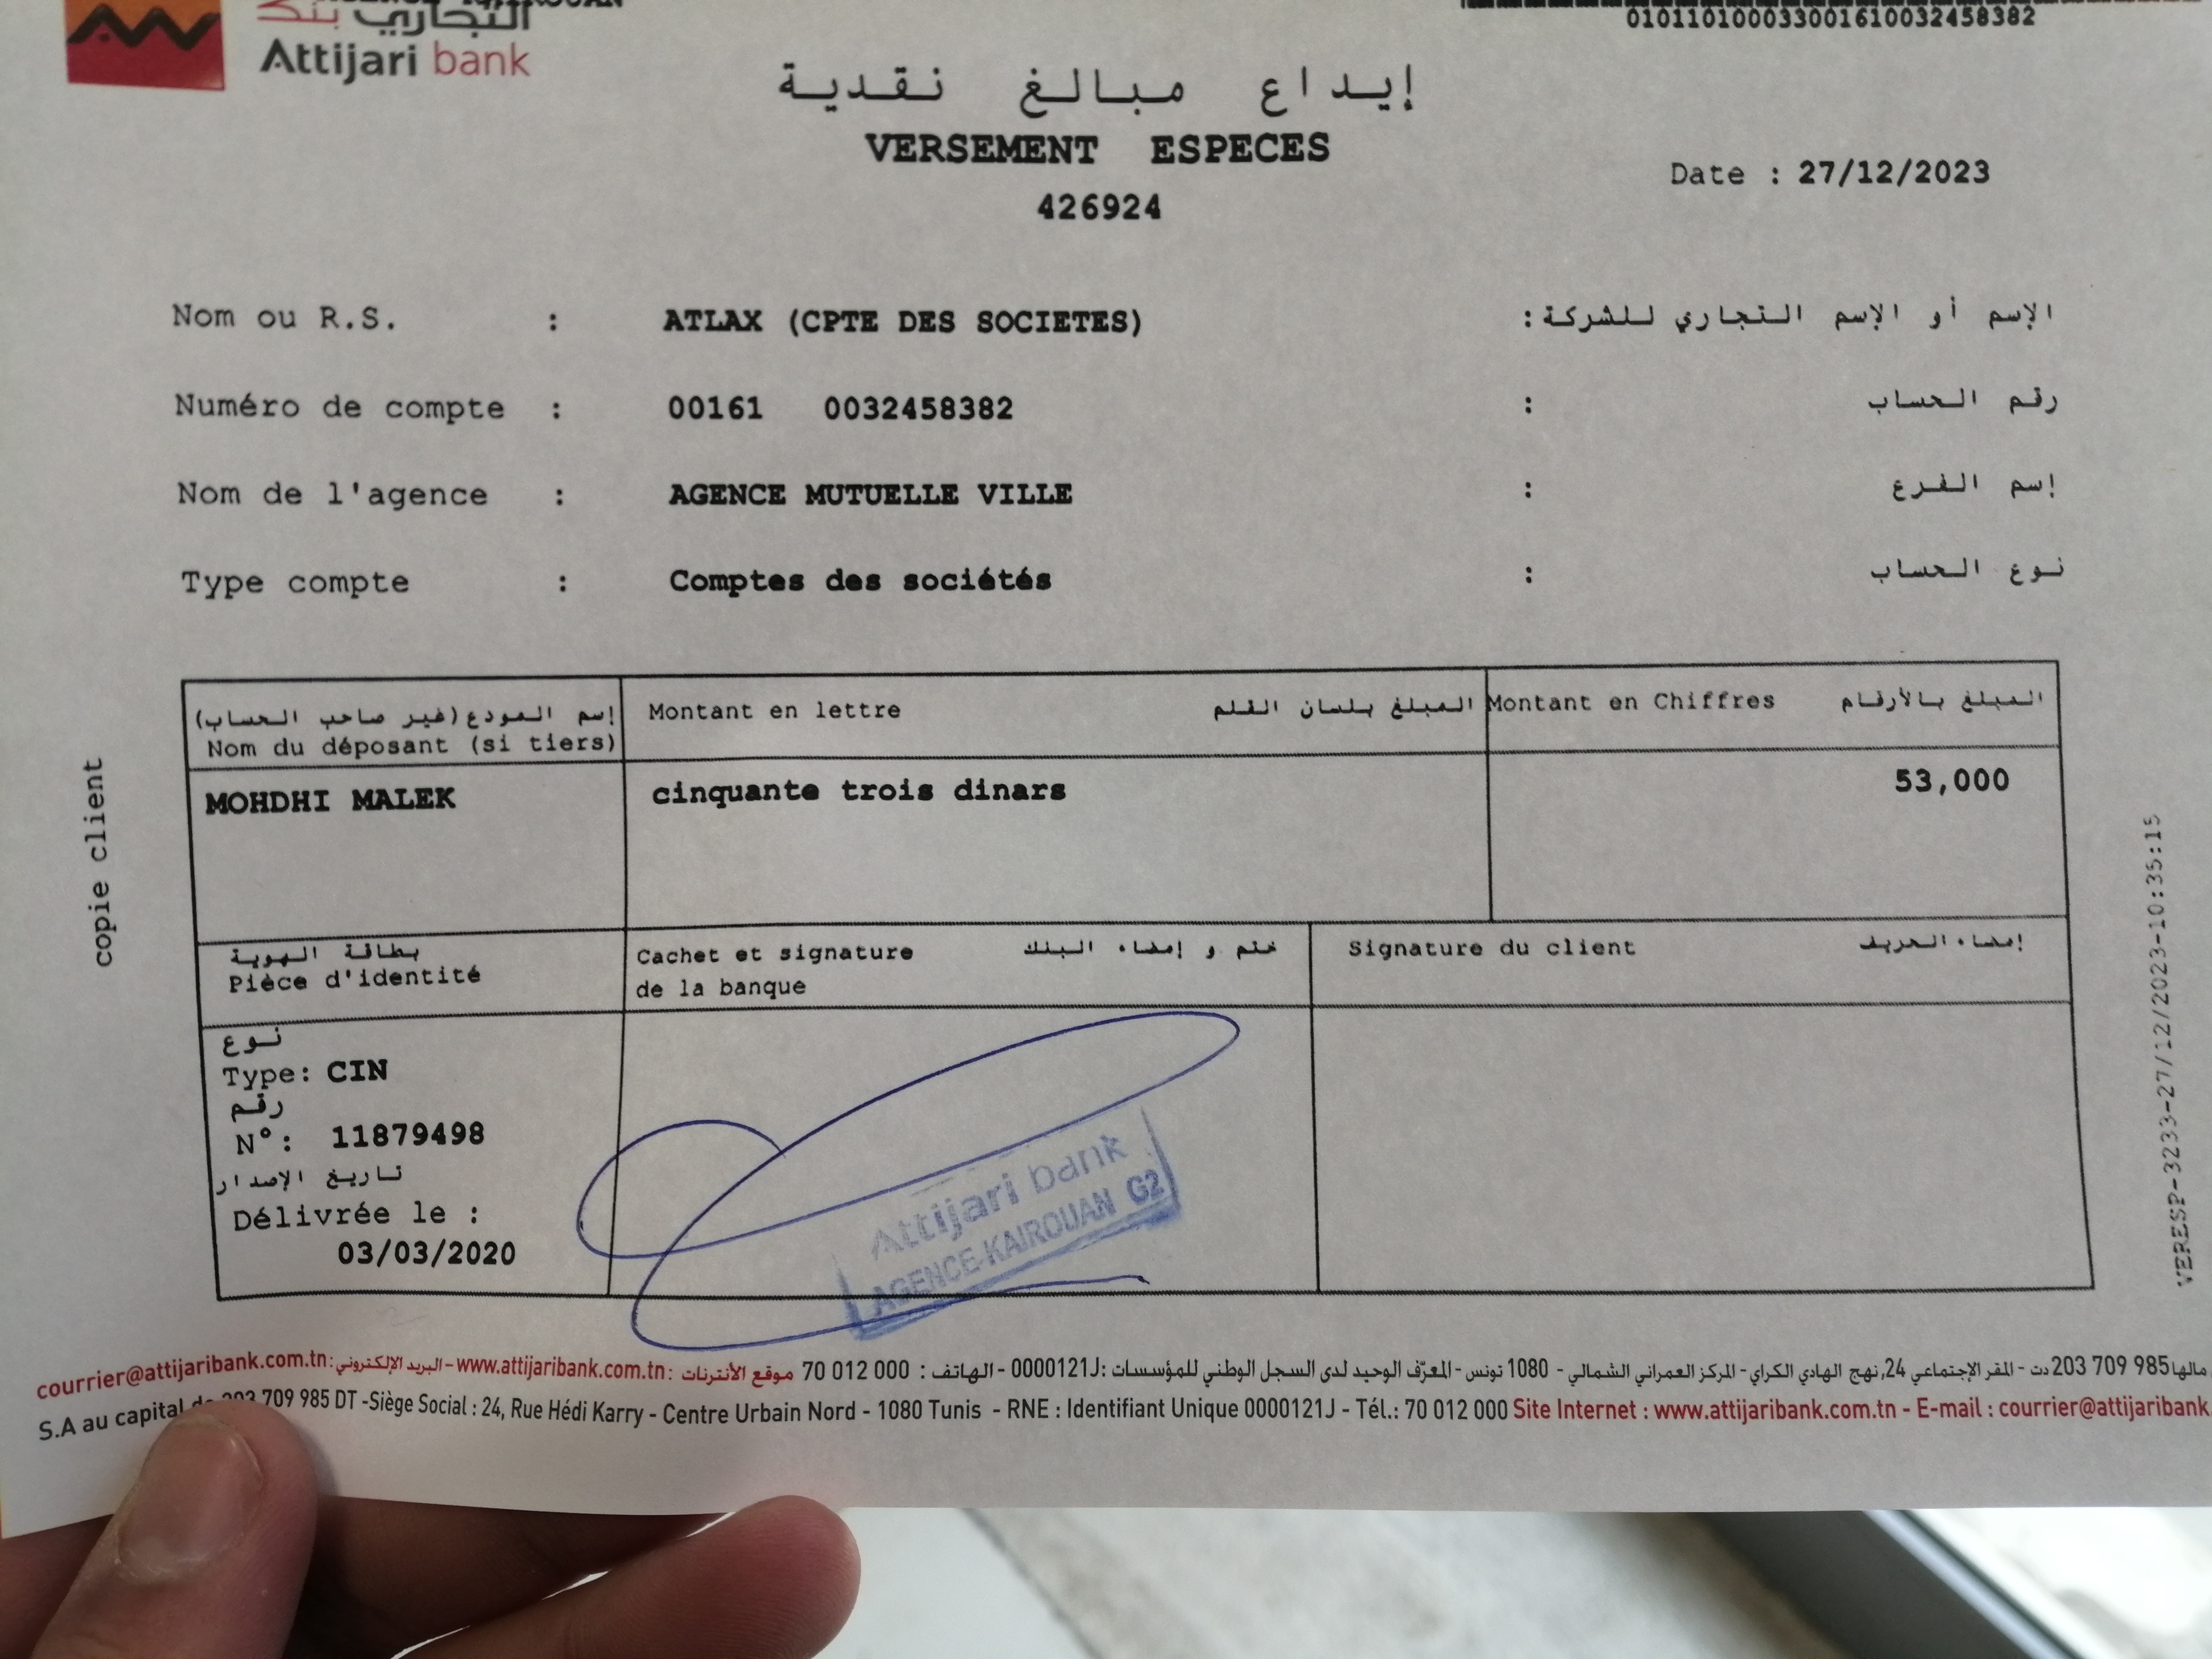 التجاري بنك
Attijari bank
010110100033001610032458382
إيداع مبالغ نقدية
VERSEMENT ESPECES
426924
Date : 27/12/2023
Nom ou R.S. : ATLAX (CPTE DES SOCIETES) الإسم أو الإسم التجاري للشركة :
Numéro de compte : 00161 0032458382 رقم الحساب :
Nom de l'agence : AGENCE MUTUELLE VILLE إسم الفرع :
Type compte : Comptes des sociétés نوع الحساب :
إسم المودع (غير صاحب الحساب)
Nom du déposant (si tiers)
Montant en lettre المبلغ بلسان القلم
Montant en Chiffres المبلغ بالأرقام
MOHDHI MALEK
cinquante trois dinars
53,000
copie client
بطاقة الهوية
Pièce d'identité
Cachet et signature ختم و إمضاء البنك
de la banque
Signature du client إمضاء الحريف
نوع
Type: CIN
رقم
N°: 11879498
تاريخ الإصدار
Délivrée le :
03/03/2020
Attijari bank
AGENCE-KAIROUAN G2
VERESP-3233-27/12/2023-10:35:15
مالها 985 709 203 دت - المقر الإجتماعي 24, نهج الهادي الكراي - المركز العمراني الشمالي - 1080 تونس - المعرّف الوحيد لدى السجل الوطني للمؤسسات :0000121J - الهاتف : 000 012 70 موقع الأنترنات :www.attijaribank.com.tn - البريد الإلكتروني :courrier@attijaribank.com.tn
S.A au capital de 203 709 985 DT -Siège Social : 24, Rue Hédi Karry - Centre Urbain Nord - 1080 Tunis - RNE : Identifiant Unique 0000121J - Tél.: 70 012 000 Site Internet : www.attijaribank.com.tn - E-mail : courrier@attijaribank